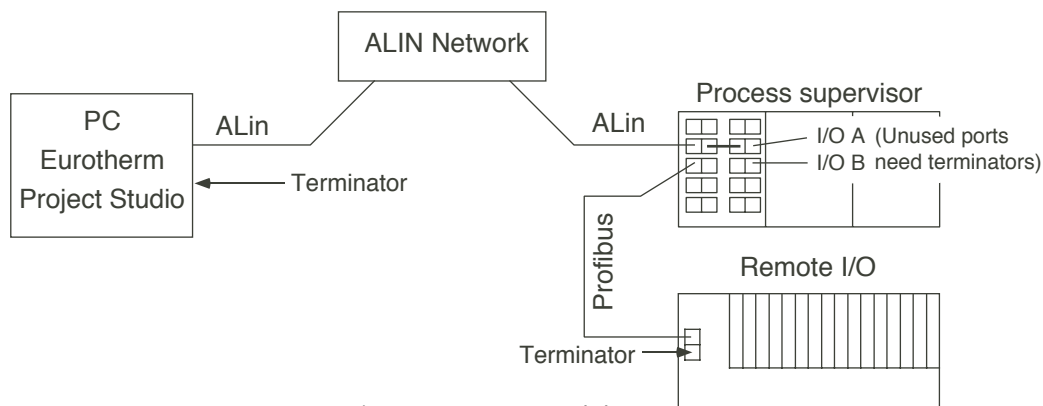 ALIN Network
Process supervisor
PC
Eurotherm
Project Studio
ALin
ALin
I/O A (Unused ports
I/O B need terminators)
Terminator
Profibus
Remote I/O
Terminator